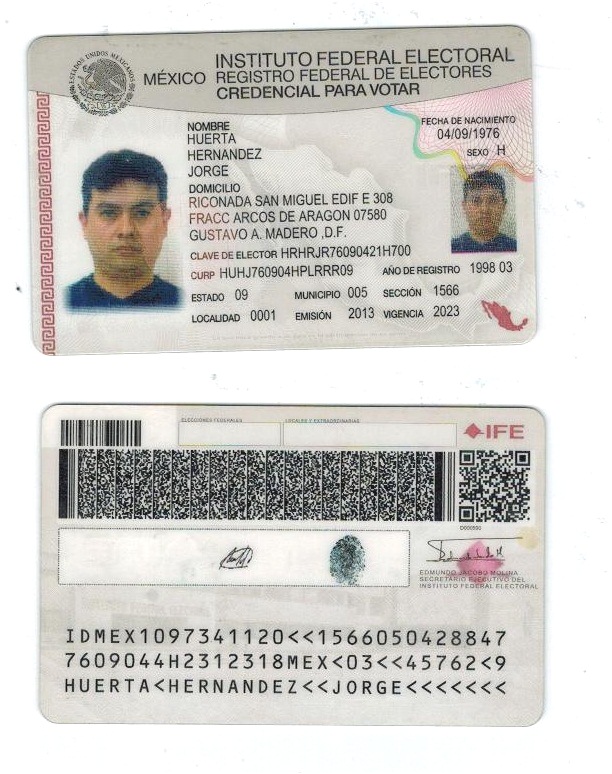 ESTADOS UNIDOS MEXICANOS
MÉXICO
INSTITUTO FEDERAL ELECTORAL
REGISTRO FEDERAL DE ELECTORES
CREDENCIAL PARA VOTAR
FECHA DE NACIMIENTO
04/09/1976
SEXO H
NOMBRE
HUERTA
HERNANDEZ
JORGE
DOMICILIO
RICONADA SAN MIGUEL EDIF E 308
FRACC ARCOS DE ARAGON 07580
GUSTAVO A. MADERO ,D.F.
CLAVE DE ELECTOR HRHRJR76090421H700
CURP HUHJ760904HPLRRR09 AÑO DE REGISTRO 1998 03
ESTADO 09 MUNICIPIO 005 SECCIÓN 1566
LOCALIDAD 0001 EMISIÓN 2013 VIGENCIA 2023
ELECCIONES FEDERALES LOCALES Y EXTRAORDINARIAS
IFE
EDMUNDO JACOBO MOLINA
SECRETARIO EJECUTIVO DEL
INSTITUTO FEDERAL ELECTORAL
IDMEX1097341120<<1566050428847
7609044H2312318MEX<03<<45762<9
HUERTA<HERNANDEZ<<JORGE<<<<<<<